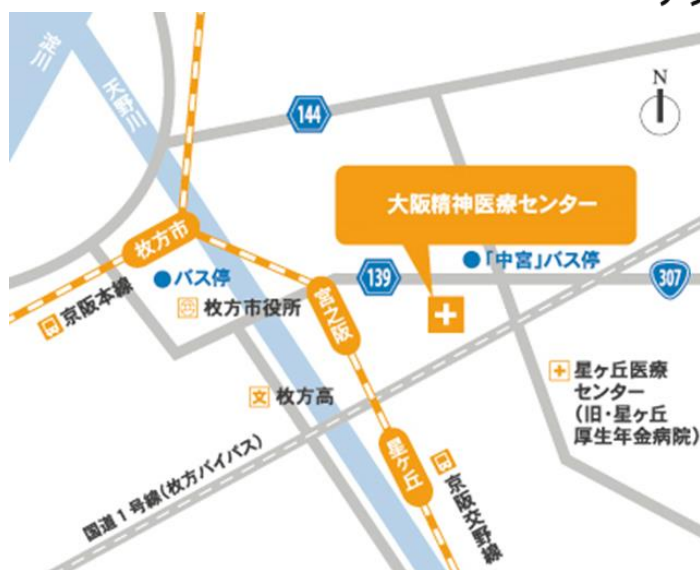 淀川
天野川
144
N
大阪精神医療センター
枚方市
バス停
139
「中宮」バス停
307
京阪本線
枚方市役所
宮之阪
文
枚方高
星ヶ丘医療
センター
(旧・星ヶ丘
厚生年金病院)
星ヶ丘
国道1号線(枚方バイパス)
京阪交野線